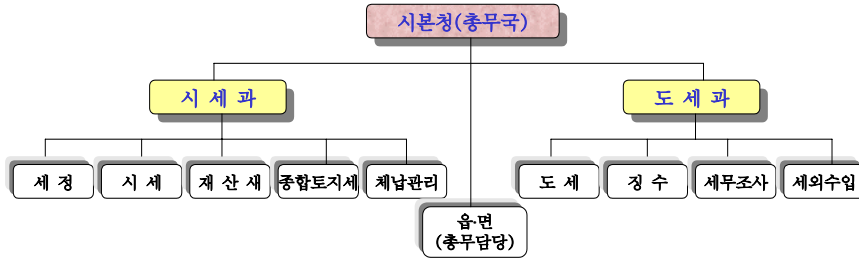 시본청(총무국)
시 세 과
도 세 과
세 정
시 세
재 산 새
종합토지세
체납관리
도 세
징 수
세무조사
세외수입
읍·면
(총무담당)